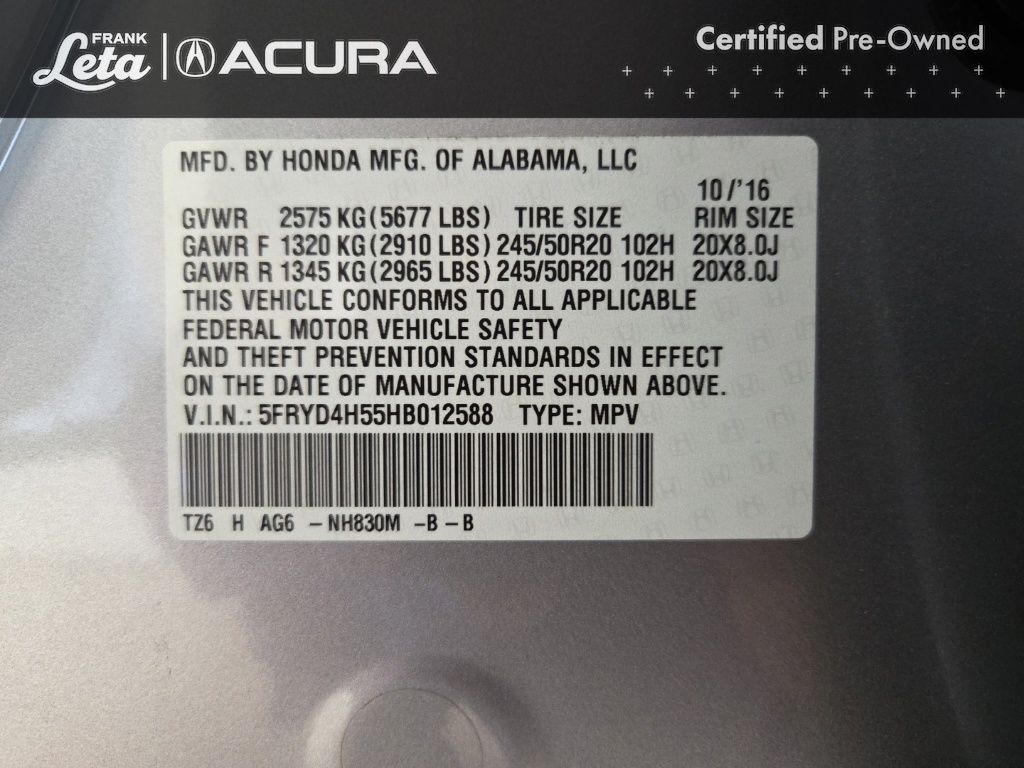 FRANK Leta | ACURA
Certified Pre-Owned
MFD. BY HONDA MFG. OF ALABAMA, LLC
10/'16
GVWR 2575 KG(5677 LBS) TIRE SIZE RIM SIZE
GAWR F 1320 KG(2910 LBS) 245/50R20 102H 20X8.0J
GAWR R 1345 KG(2965 LBS) 245/50R20 102H 20X8.0J
THIS VEHICLE CONFORMS TO ALL APPLICABLE
FEDERAL MOTOR VEHICLE SAFETY
AND THEFT PREVENTION STANDARDS IN EFFECT
ON THE DATE OF MANUFACTURE SHOWN ABOVE.
V.I.N.: 5FRYD4H55HB012588 TYPE: MPV
TZ6 H AG6 -NH830M -B-B